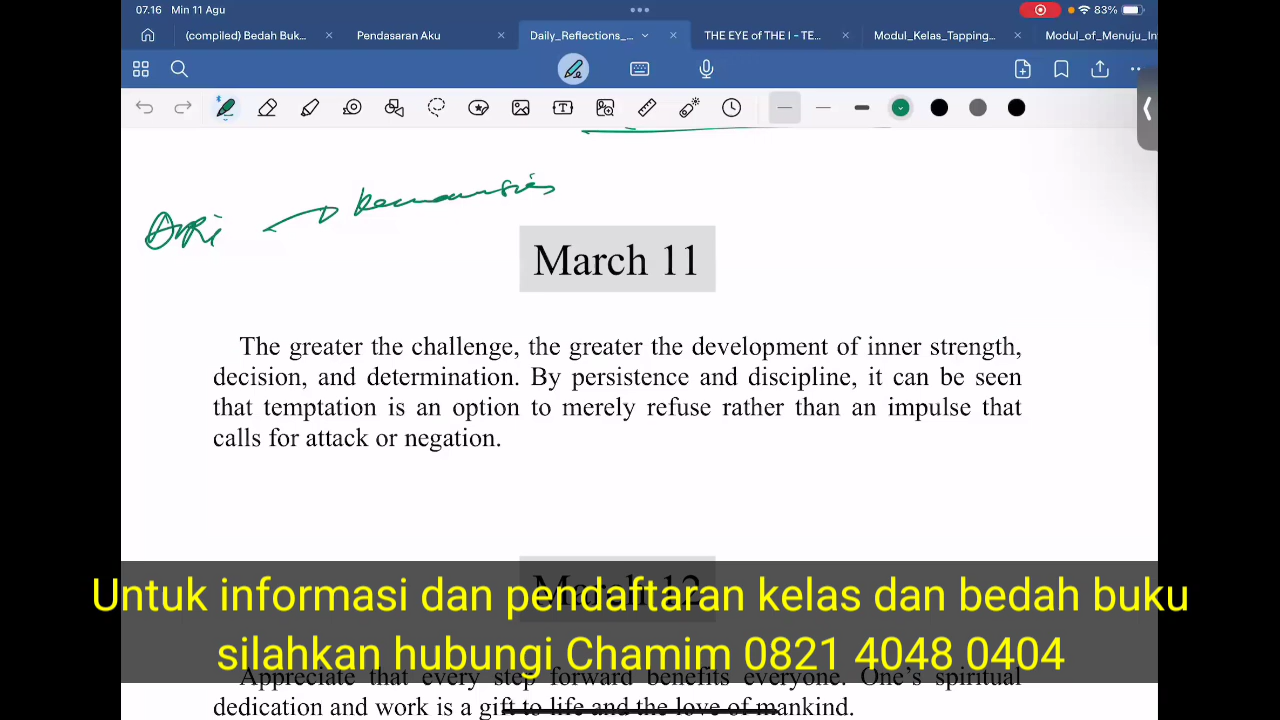 07.16 Min 11 Agu
83%
(compiled) Bedah Buk...
Pendasaran Aku
Daily_Reflections_...
THE EYE of THE I - TE...
Modul_Kelas_Tapping...
Modul_of_Menuju_In
March 11
The greater the challenge, the greater the development of inner strength,
decision, and determination. By persistence and discipline, it can be seen
that temptation is an option to merely refuse rather than an impulse that
calls for attack or negation.
March 12
Untuk informasi dan pendaftaran kelas dan bedah buku
silahkan hubungi Chamim 0821 4048 0404
Appreciate that every step forward benefits everyone. One's spiritual
dedication and work is a gift to life and the love of mankind.